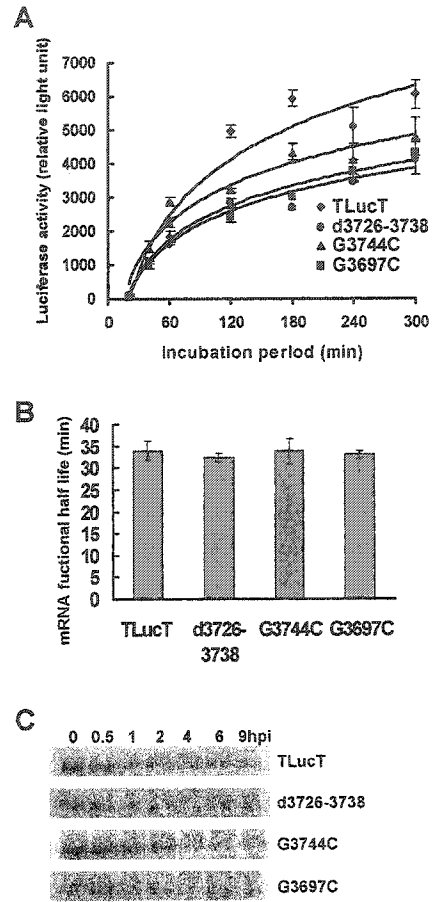 A
Luciferase activity (relative light unit)
7000
6000
5000
4000
3000
2000
1000
0
TLucT
d3726-3738
G3744C
G3697C
0 60 120 180 240 300
Incubation period (min)
B
mRNA fuctional half life (min)
40
35
30
25
20
15
10
5
0
TLucT d3726-3738 G3744C G3697C
C
0 0.5 1 2 4 6 9hpi
TLucT
d3726-3738
G3744C
G3697C